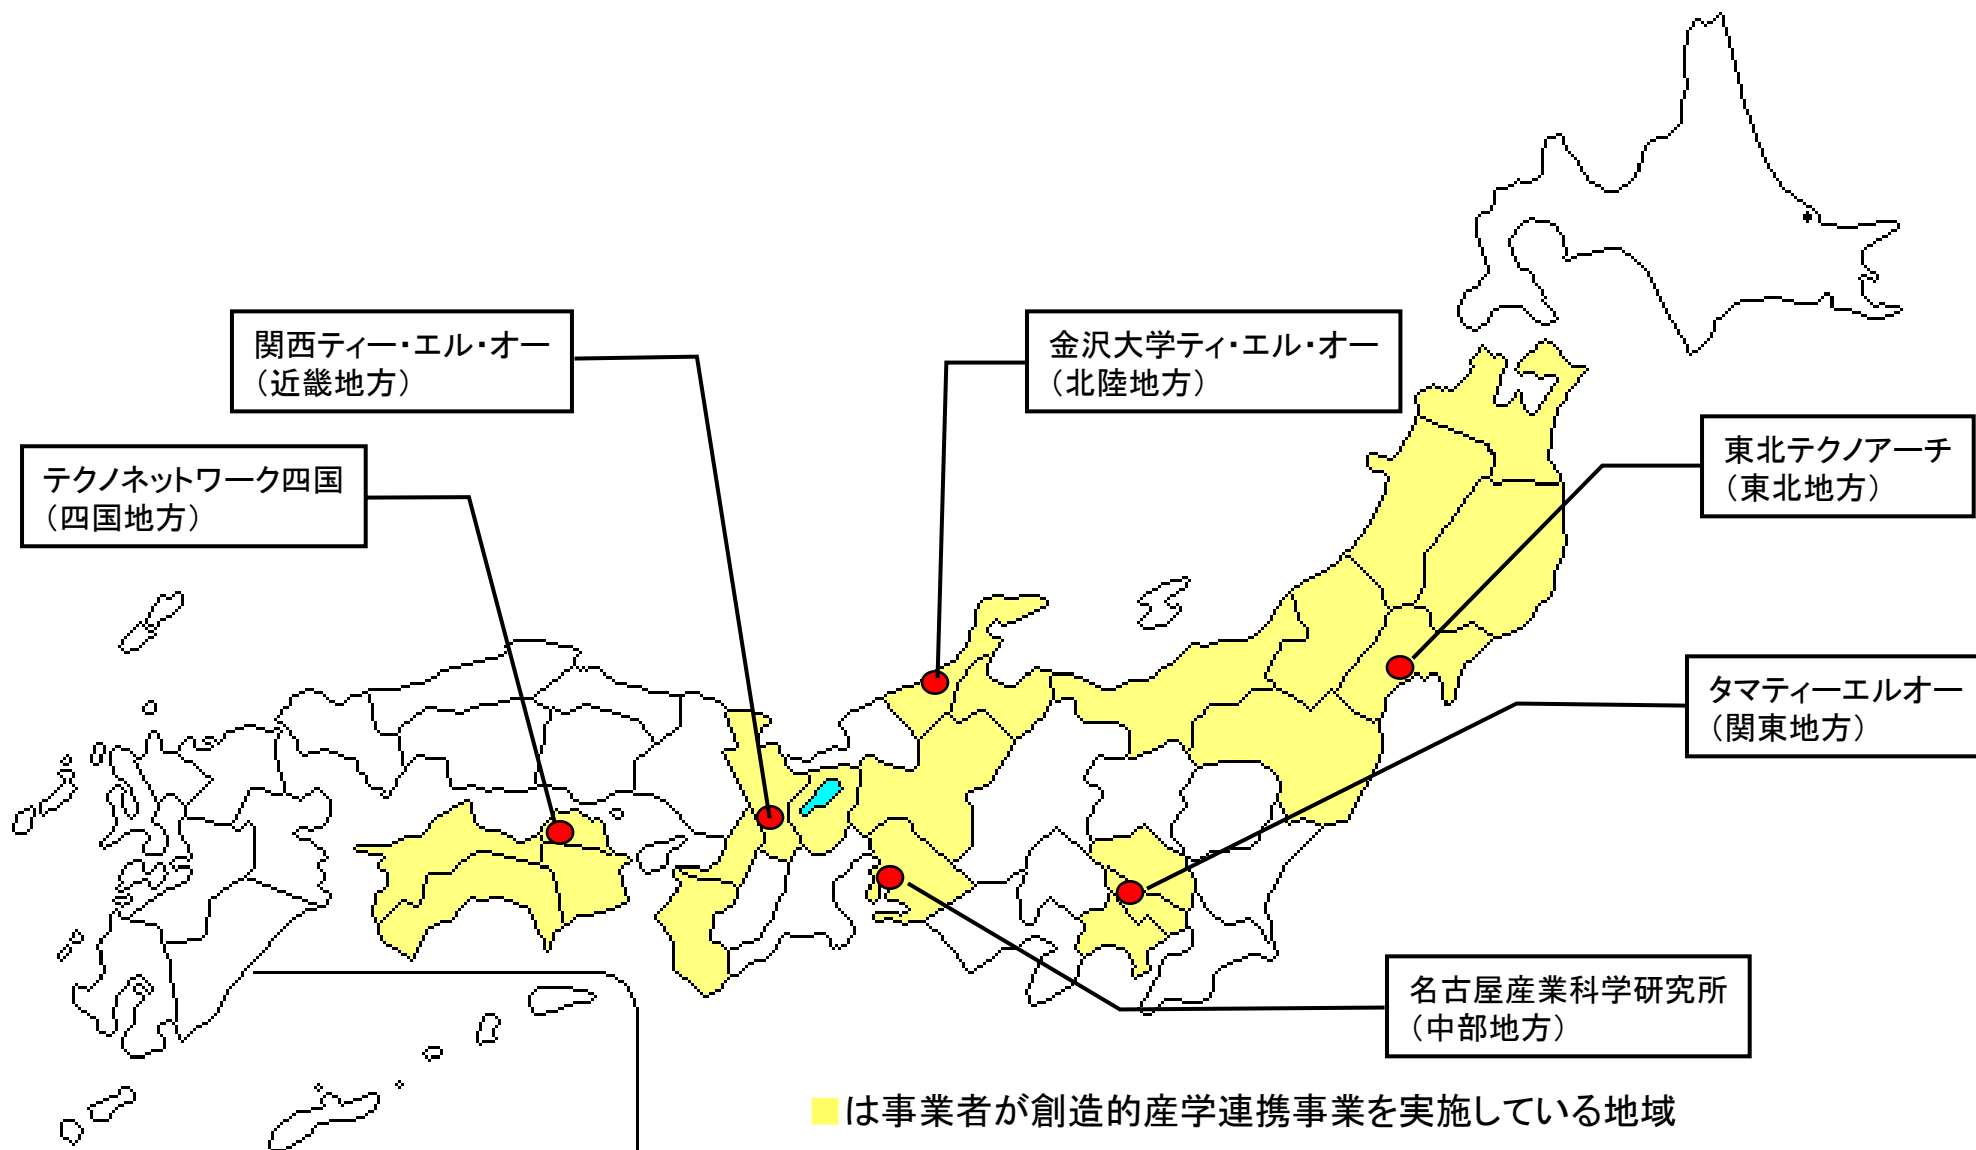 関西ティー・エル・オー
（近畿地方）
金沢大学ティ・エル・オー
（北陸地方）
東北テクノアーチ
（東北地方）
テクノネットワーク四国
（四国地方）
タマティーエルオー
（関東地方）
名古屋産業科学研究所
（中部地方）
■は事業者が創造的産学連携事業を実施している地域